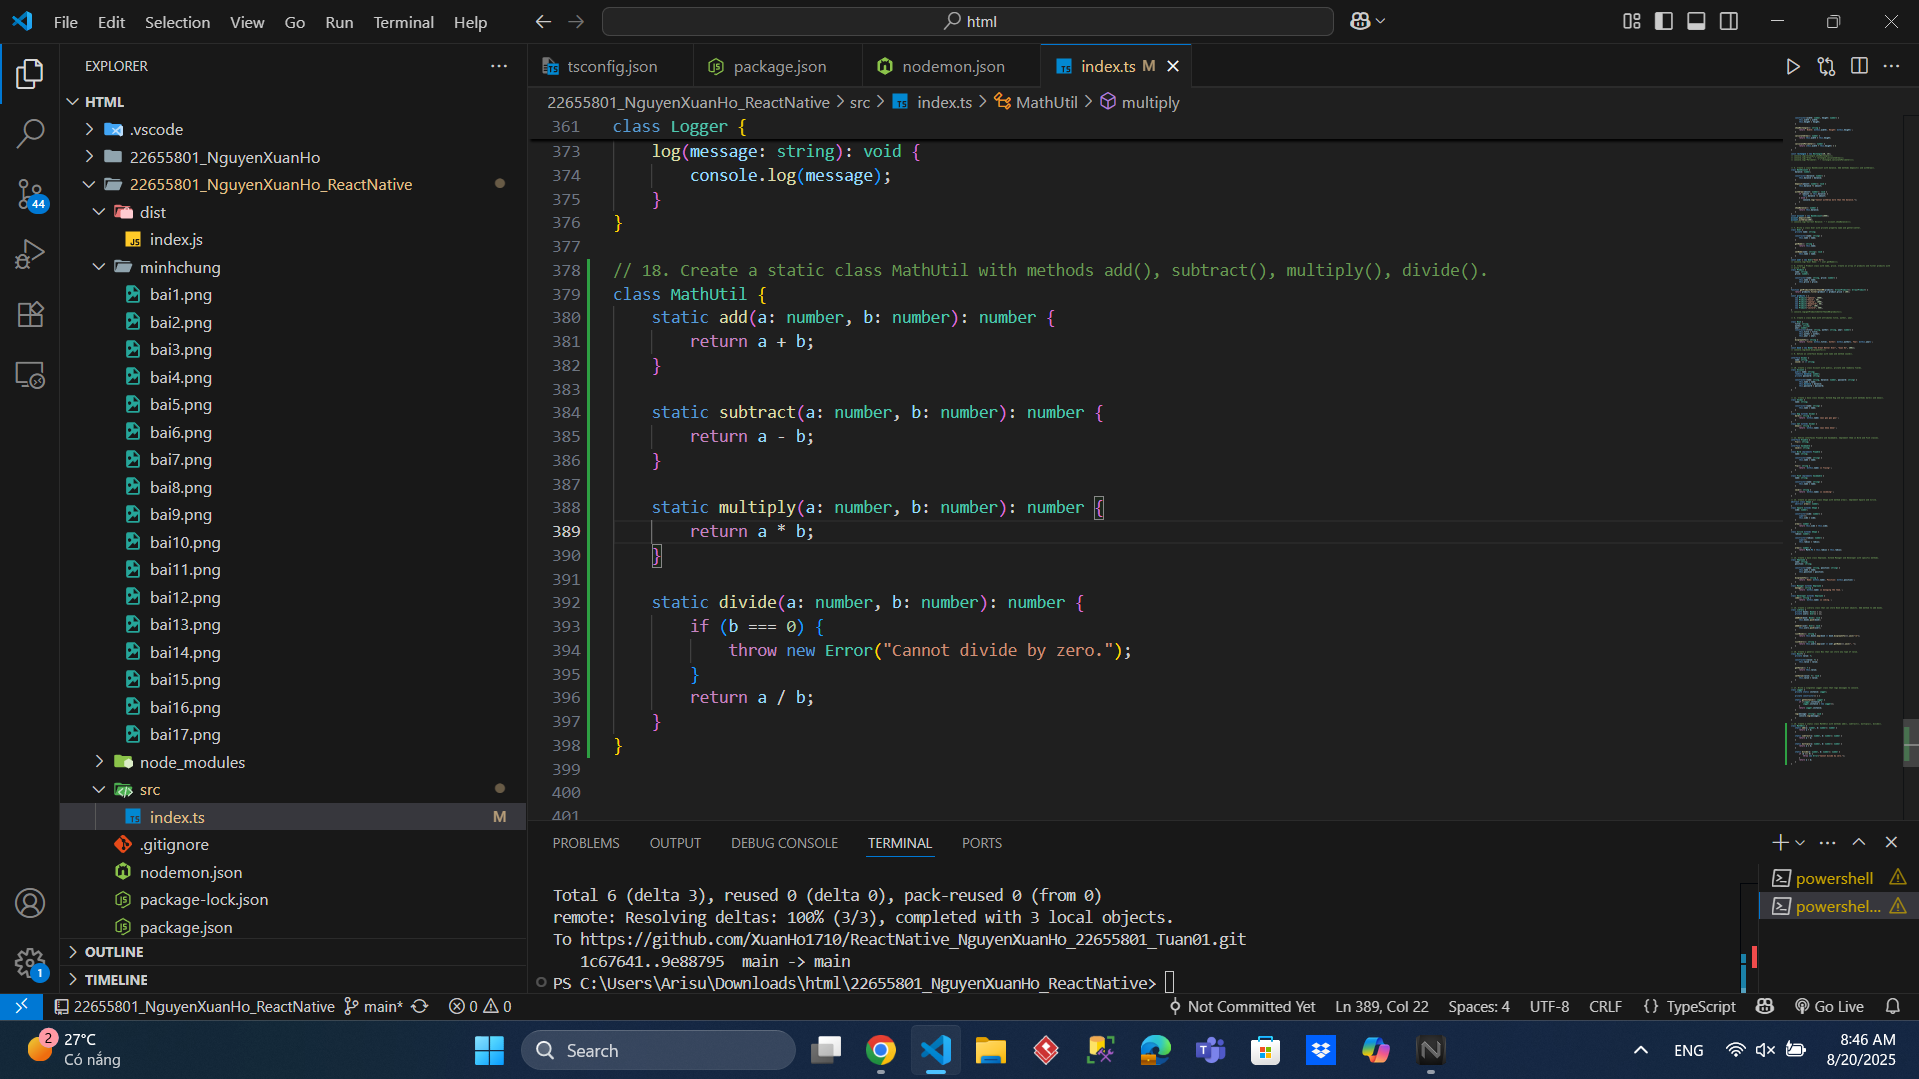 File Edit Selection View Go Run Terminal Help
html
EXPLORER
HTML
.vscode
22655801_NguyenXuanHo
22655801_NguyenXuanHo_ReactNative
dist
index.js
minhchung
bai1.png
bai2.png
bai3.png
bai4.png
bai5.png
bai6.png
bai7.png
bai8.png
bai9.png
bai10.png
bai11.png
bai12.png
bai13.png
bai14.png
bai15.png
bai16.png
bai17.png
node_modules
src
index.ts M
.gitignore
nodemon.json
package-lock.json
package.json
OUTLINE
TIMELINE
44
1
tsconfig.json package.json nodemon.json index.ts M
22655801_NguyenXuanHo_ReactNative > src > index.ts > MathUtil > multiply
361 class Logger {
373 log(message: string): void {
374 console.log(message);
375 }
376 }
377
378 // 18. Create a static class MathUtil with methods add(), subtract(), multiply(), divide().
379 class MathUtil {
380 static add(a: number, b: number): number {
381 return a + b;
382 }
383
384 static subtract(a: number, b: number): number {
385 return a - b;
386 }
387
388 static multiply(a: number, b: number): number {
389 return a * b;
390 }
391
392 static divide(a: number, b: number): number {
393 if (b === 0) {
394 throw new Error("Cannot divide by zero.");
395 }
396 return a / b;
397 }
398 }
399
400
401
PROBLEMS OUTPUT DEBUG CONSOLE TERMINAL PORTS
Total 6 (delta 3), reused 0 (delta 0), pack-reused 0 (from 0)
remote: Resolving deltas: 100% (3/3), completed with 3 local objects.
To https://github.com/XuanHo1710/ReactNative_NguyenXuanHo_22655801_Tuan01.git
1c67641..9e88795 main -> main
PS C:\Users\Arisu\Downloads\html\22655801_NguyenXuanHo_ReactNative>
powershell
powershel...
22655801_NguyenXuanHo_ReactNative main* 0 0 Not Committed Yet Ln 389, Col 22 Spaces: 4 UTF-8 CRLF {} TypeScript Go Live
2
27°C
Có nắng
Search
ENG
8:46 AM
8/20/2025